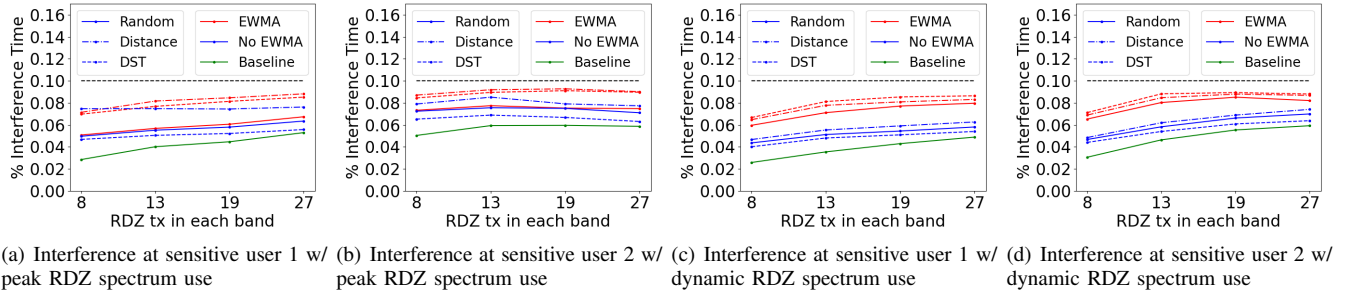 % Interference Time
0.16
0.14
0.12
0.10
0.08
0.06
0.04
0.02
0.00
Random
Distance
DST
EWMA
No EWMA
Baseline
8 13 19 27
RDZ tx in each band
(a) Interference at sensitive user 1 w/
peak RDZ spectrum use
% Interference Time
0.16
0.14
0.12
0.10
0.08
0.06
0.04
0.02
0.00
Random
Distance
DST
EWMA
No EWMA
Baseline
8 13 19 27
RDZ tx in each band
(b) Interference at sensitive user 2 w/
peak RDZ spectrum use
% Interference Time
0.16
0.14
0.12
0.10
0.08
0.06
0.04
0.02
0.00
Random
Distance
DST
EWMA
No EWMA
Baseline
8 13 19 27
RDZ tx in each band
(c) Interference at sensitive user 1 w/
dynamic RDZ spectrum use
% Interference Time
0.16
0.14
0.12
0.10
0.08
0.06
0.04
0.02
0.00
Random
Distance
DST
EWMA
No EWMA
Baseline
8 13 19 27
RDZ tx in each band
(d) Interference at sensitive user 2 w/
dynamic RDZ spectrum use